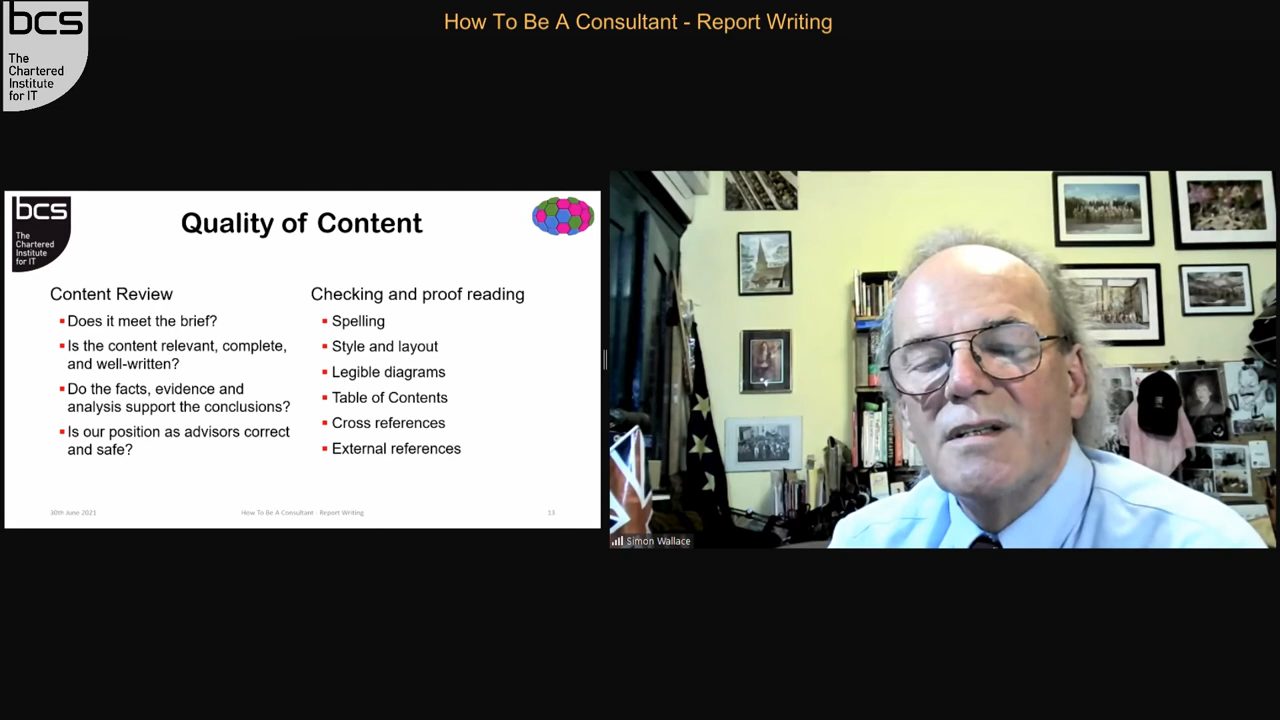 bcs
The
Chartered
Institute
for IT
How To Be A Consultant - Report Writing
bcs
The
Chartered
Institute
for IT
Quality of Content
Content Review
Does it meet the brief?
Is the content relevant, complete,
and well-written?
Do the facts, evidence and
analysis support the conclusions?
Is our position as advisors correct
and safe?
Checking and proof reading
Spelling
Style and layout
Legible diagrams
Table of Contents
Cross references
External references
30th June 2021
How To Be A Consultant - Report Writing
13
Simon Wallace